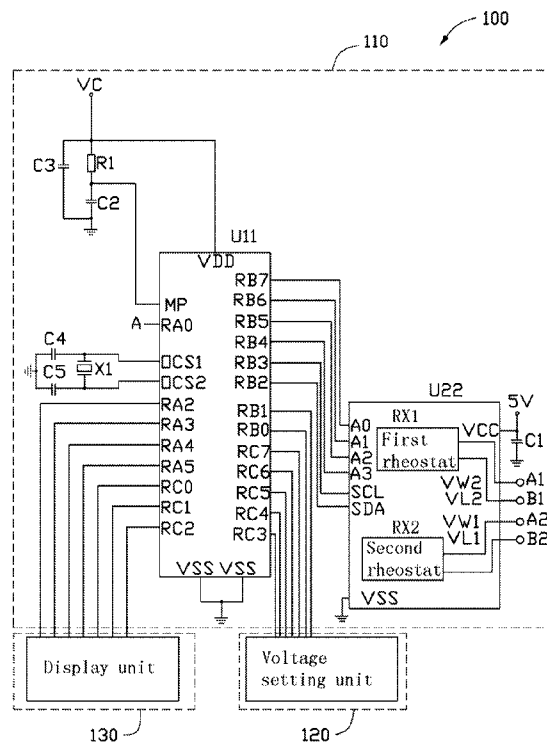 100
110
VC
C3
R1
C2
U11
VDD
MP
A
RA0
C4
C5
X1
OCS1
OCS2
RA2
RA3
RA4
RA5
RC0
RC1
RC2
RB7
RB6
RB5
RB4
RB3
RB2
RB1
RB0
RC7
RC6
RC5
RC4
RC3
VSS VSS
U22
5V
C1
VCC
A0
A1
A2
A3
SCL
SDA
RX1
First
rheostat
VW2
VL2
VW1
VL1
RX2
Second
rheostat
VSS
A1
B1
A2
B2
Display unit
Voltage
setting unit
130
120